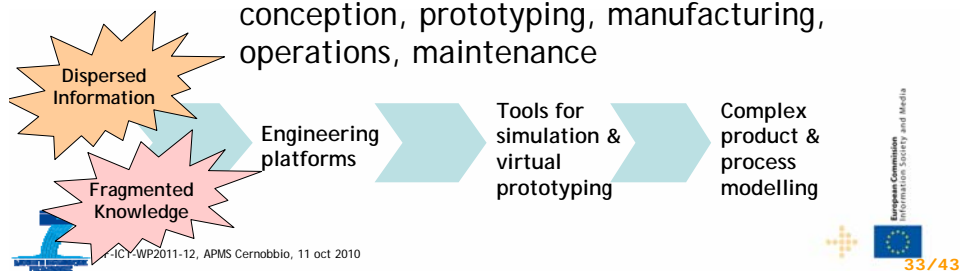 conception, prototyping, manufacturing,
operations, maintenance
Dispersed
Information
Fragmented
Knowledge
Engineering
platforms
Tools for
simulation &
virtual
prototyping
Complex
product &
process
modelling
-ICT-WP2011-12, APMS Cernobbio, 11 oct 2010
European Commission
Information Society and Media
33/43